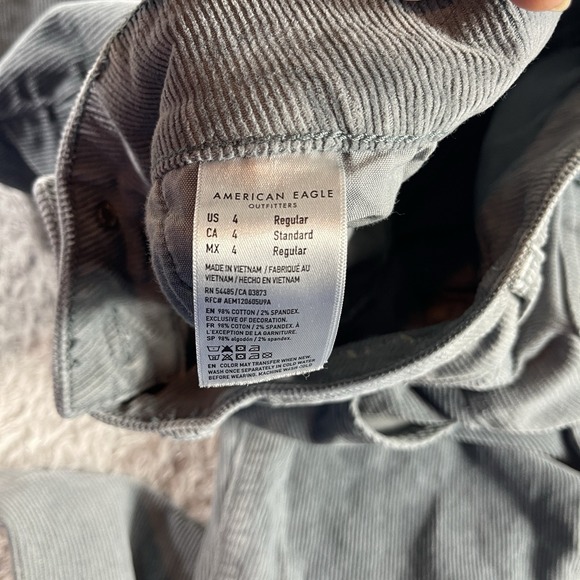 AMERICAN EAGLE
OUTFITTERS
US 4 Regular
CA 4 Standard
MX 4 Regular
MADE IN VIETNAM / FABRIQUÉ AU
VIETNAM / HECHO EN VIETNAM
RN 54485/CA 03873
RFC# AEM120605U9A
EN 98% COTTON / 2% SPANDEX.
EXCLUSIVE OF DECORATION.
FR 98% COTON / 2% SPANDEX. À
L'EXCEPTION DE LA GARNITURE.
SP 98% algodón / 2% spandex.
EN COLOR MAY TRANSFER WHEN NEW.
WASH ONCE SEPARATELY IN COLD WATER
BEFORE WEARING. MACHINE WASH COLD